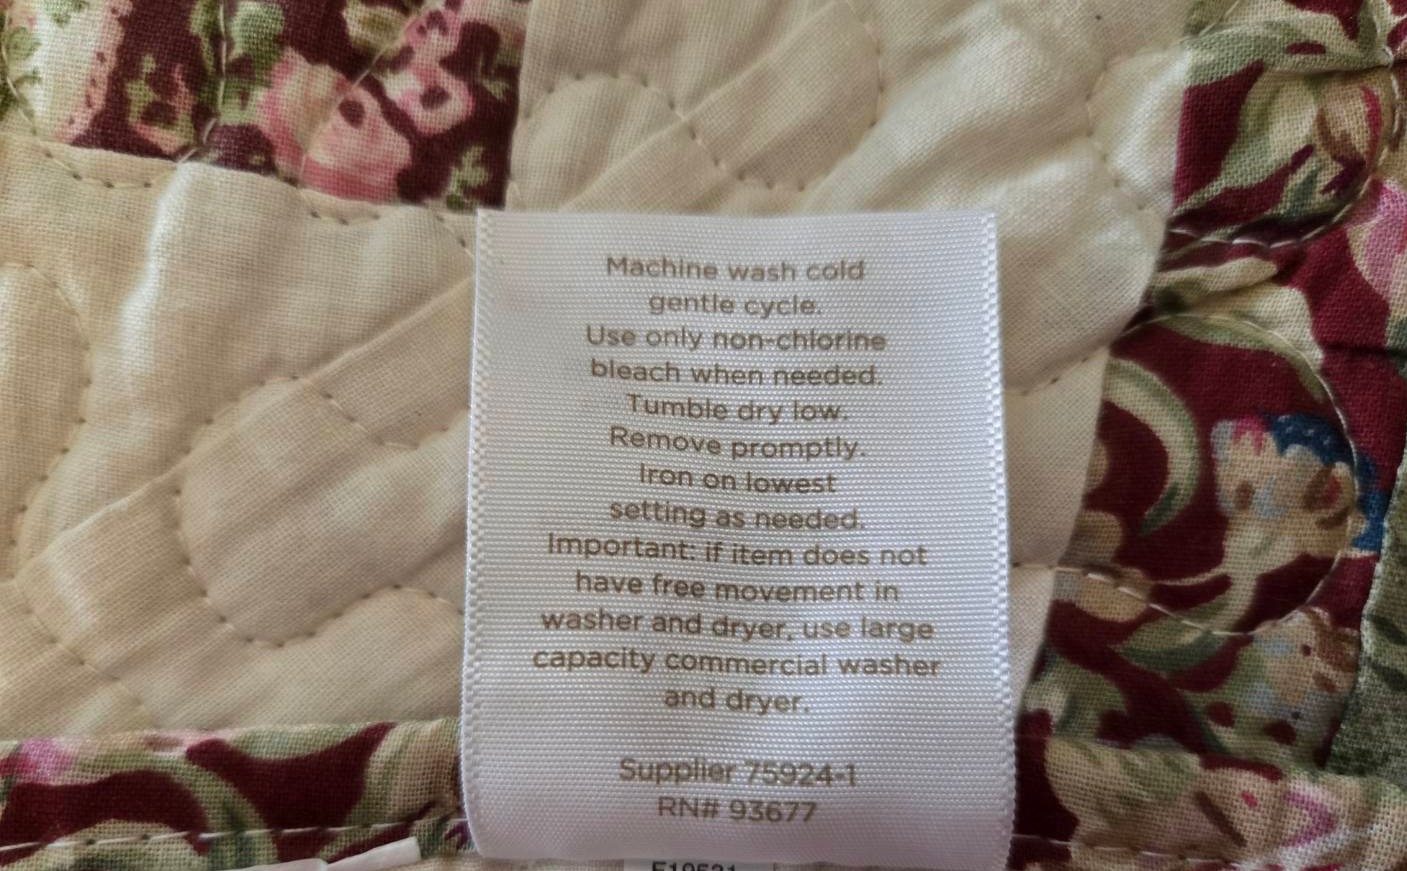 Machine wash cold
gentle cycle.
Use only non-chlorine
bleach when needed.
Tumble dry low.
Remove promptly.
Iron on lowest
setting as needed.
Important: if item does not
have free movement in
washer and dryer, use large
capacity commercial washer
and dryer.
Supplier 75924-1
RN# 93677